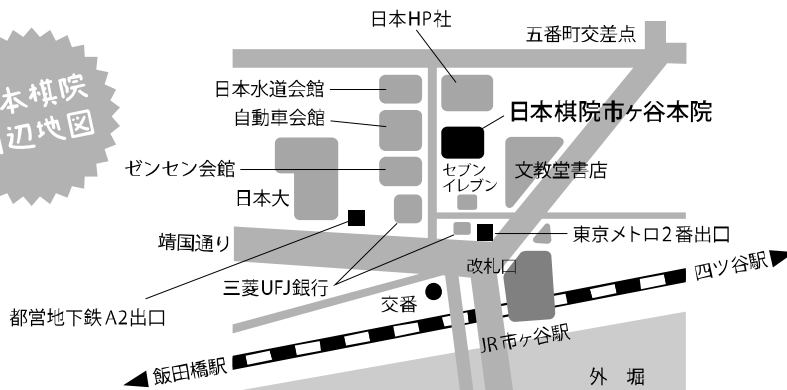 日本HP社
五番町交差点
本棋院
辺地図
日本水道会館
日本棋院市ヶ谷本院
自動車会館
ゼンセン会館
セブン
イレブン
文教堂書店
日本大
靖国通り
東京メトロ2番出口
改札口
四ツ谷駅
三菱UFJ銀行
交番
都営地下鉄A2出口
JR市ヶ谷駅
飯田橋駅
外 堀